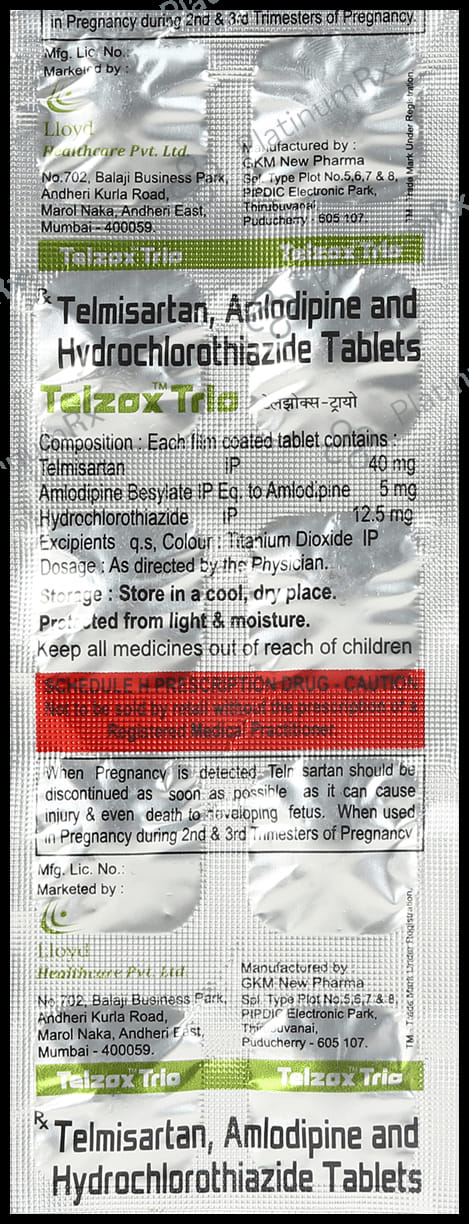 in Pregnancy during 2nd & 3rd Trimesters of Pregnancy.
Mfg. Lic. No.:
Marketed by :
Lloyd
Healthcare Pvt. Ltd.
No.702, Balaji Business Park,
Andheri Kurla Road,
Marol Naka, Andheri East,
Mumbai - 400059.
Manufactured by :
GKM New Pharma
Spl. Type Plot No.5,6,7 & 8,
PIPDIC Electronic Park,
Thirubuvanai,
Puducherry - 605 107.
TM - Trade Mark Under Registration.
Telzox Trio Telzox Trio
Rx Telmisartan, Amlodipine and
Hydrochlorothiazide Tablets
Telzox™ Trio टेलझोक्स-ट्रायो
Composition : Each film coated tablet contains :
Telmisartan IP 40 mg
Amlodipine Besylate IP Eq. to Amlodipine 5 mg
Hydrochlorothiazide IP 12.5 mg
Excipients q.s, Colour : Titanium Dioxide IP
Dosage : As directed by the Physician.
Storage : Store in a cool, dry place.
Protected from light & moisture.
Keep all medicines out of reach of children
SCHEDULE H PRESCRIPTION DRUG - CAUTION
Not to be sold by retail without the prescription of a
Registered Medical Practitioner
When Pregnancy is detected Telmisartan should be
discontinued as soon as possible as it can cause
injury & even death to developing fetus. When used
in Pregnancy during 2nd & 3rd Trimesters of Pregnancy
Mfg. Lic. No.:
Marketed by :
Lloyd
Healthcare Pvt. Ltd
No.702, Balaji Business Park,
Andheri Kurla Road,
Marol Naka, Andheri East,
Mumbai - 400059.
Manufactured by
GKM New Pharma
Spl. Type Plot No.5,6,7 & 8,
PIPDIC Electronic Park,
Thirubuvanai,
Puducherry - 605 107.
TM - Trade Mark Under Registration.
Telzox™ Trio Telzox™ Trio
Rx Telmisartan, Amlodipine and
Hydrochlorothiazide Tablets
PlatinumRx
PlatinumRx
PlatinumRx
PlatinumRx